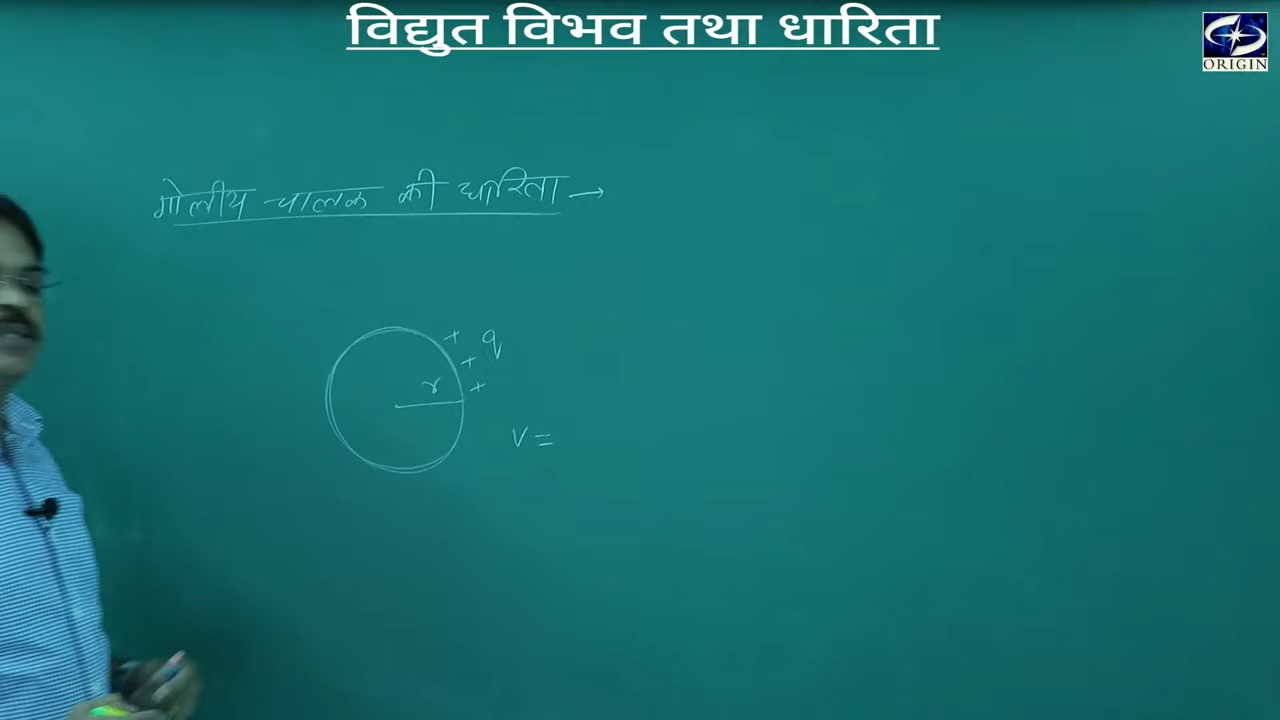 विद्युत विभव तथा धारिता
ORIGIN
गोलीय चालक की धारिता →
+ q
+
r +
V =